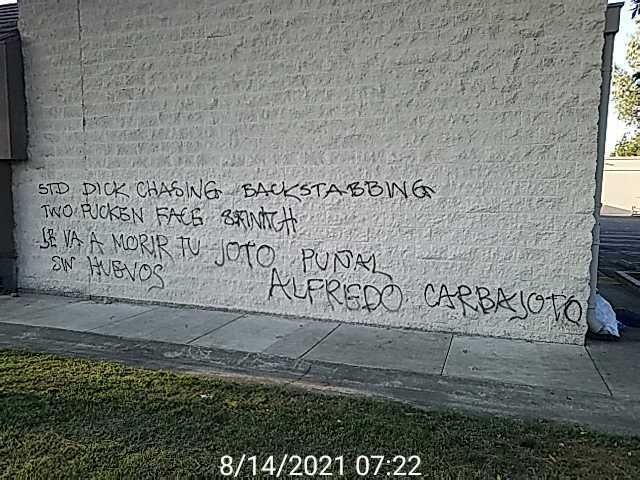 STD DICK CHASING BACKSTABBING
TWO FUCKEN FACE
SE VA A MORIR TU JOTO PUÑAL
SIN HUEVOS
ALFREDO CARBAJOTO
8/14/2021 07:22